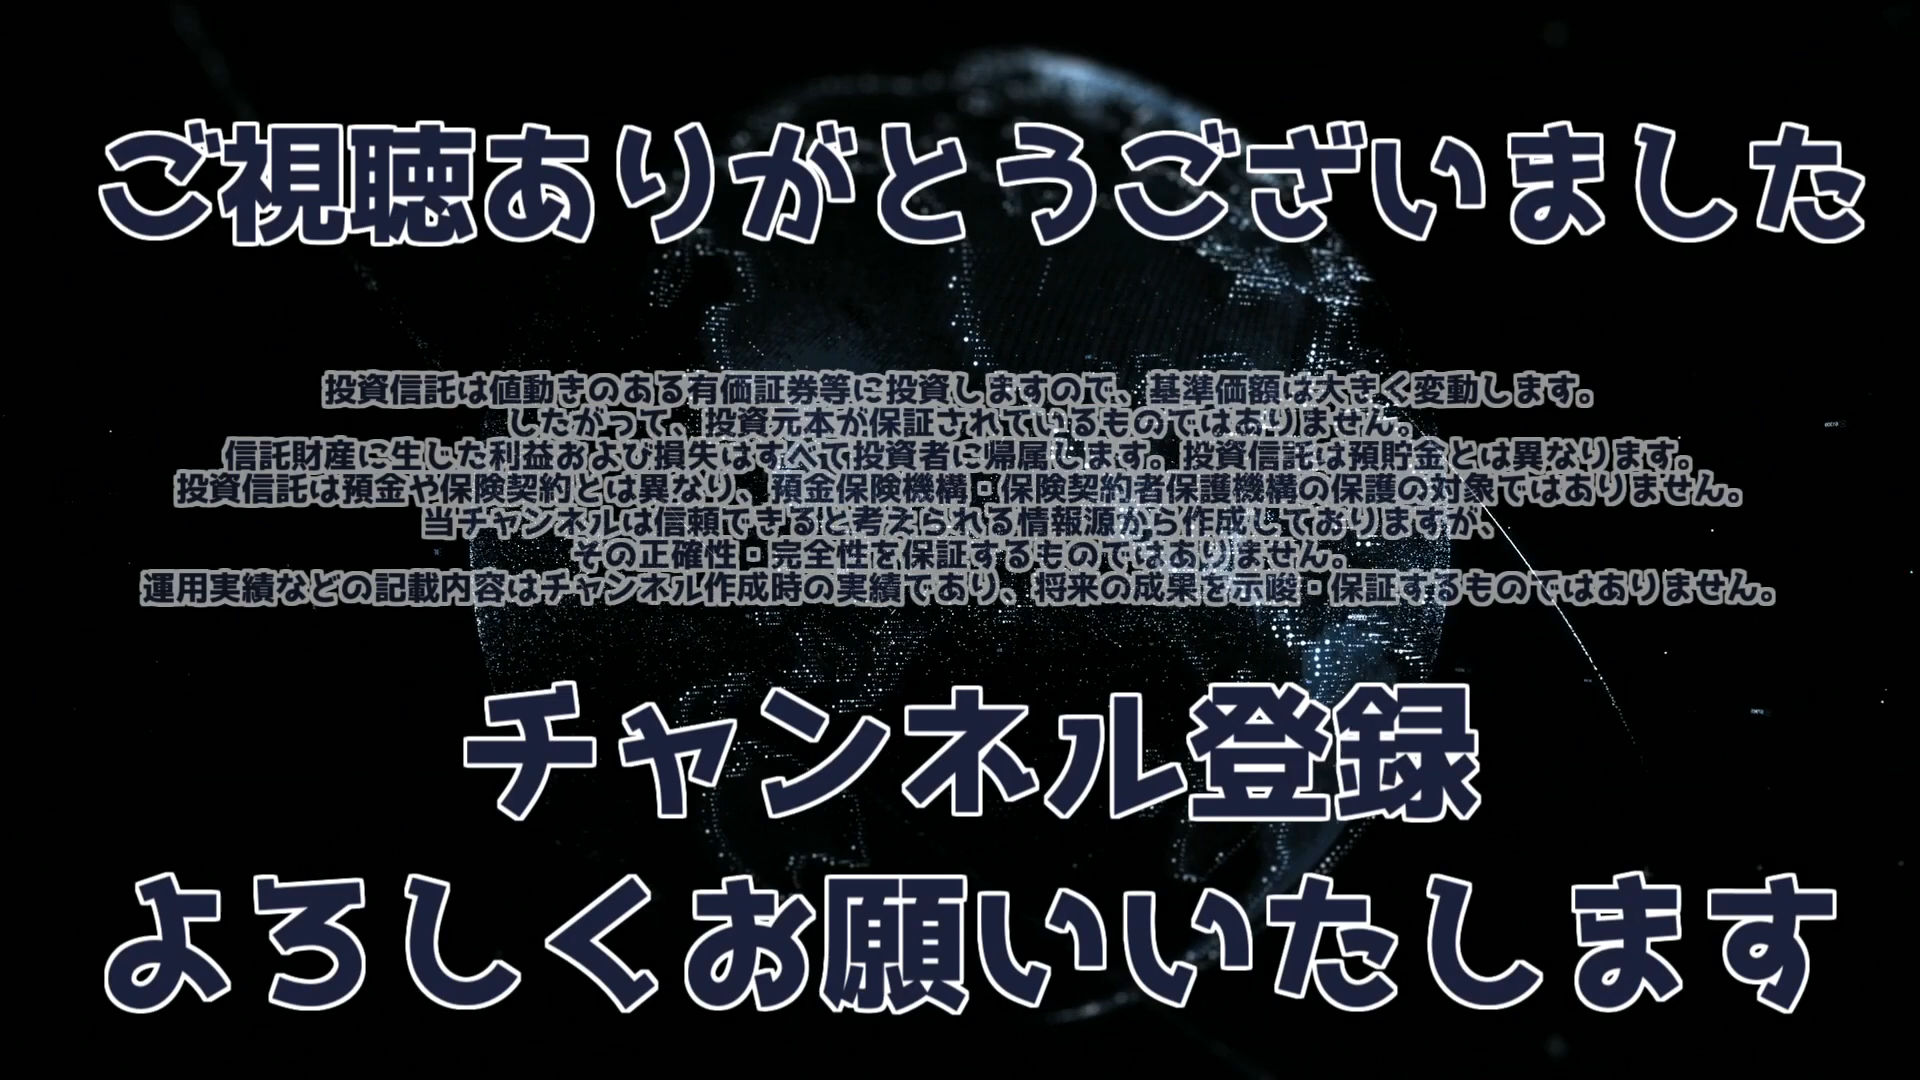 ご視聴ありがとうございました
投資信託は値動きのある有価証券等に投資しますので、基準価額は大きく変動します。
したがって、投資元本が保証されているものではありません。
信託財産に生じた利益および損失はすべて投資者に帰属します。投資信託は預貯金とは異なります。
投資信託は預金や保険契約とは異なり、預金保険機構・保険契約者保護機構の保護の対象ではありません。
当チャンネルは信頼できると考えられる情報源から作成しておりますが、
その正確性・完全性を保証するものではありません。
運用実績などの記載内容はチャンネル作成時の実績であり、将来の成果を示唆・保証するものではありません。
チャンネル登録
よろしくお願いいたします